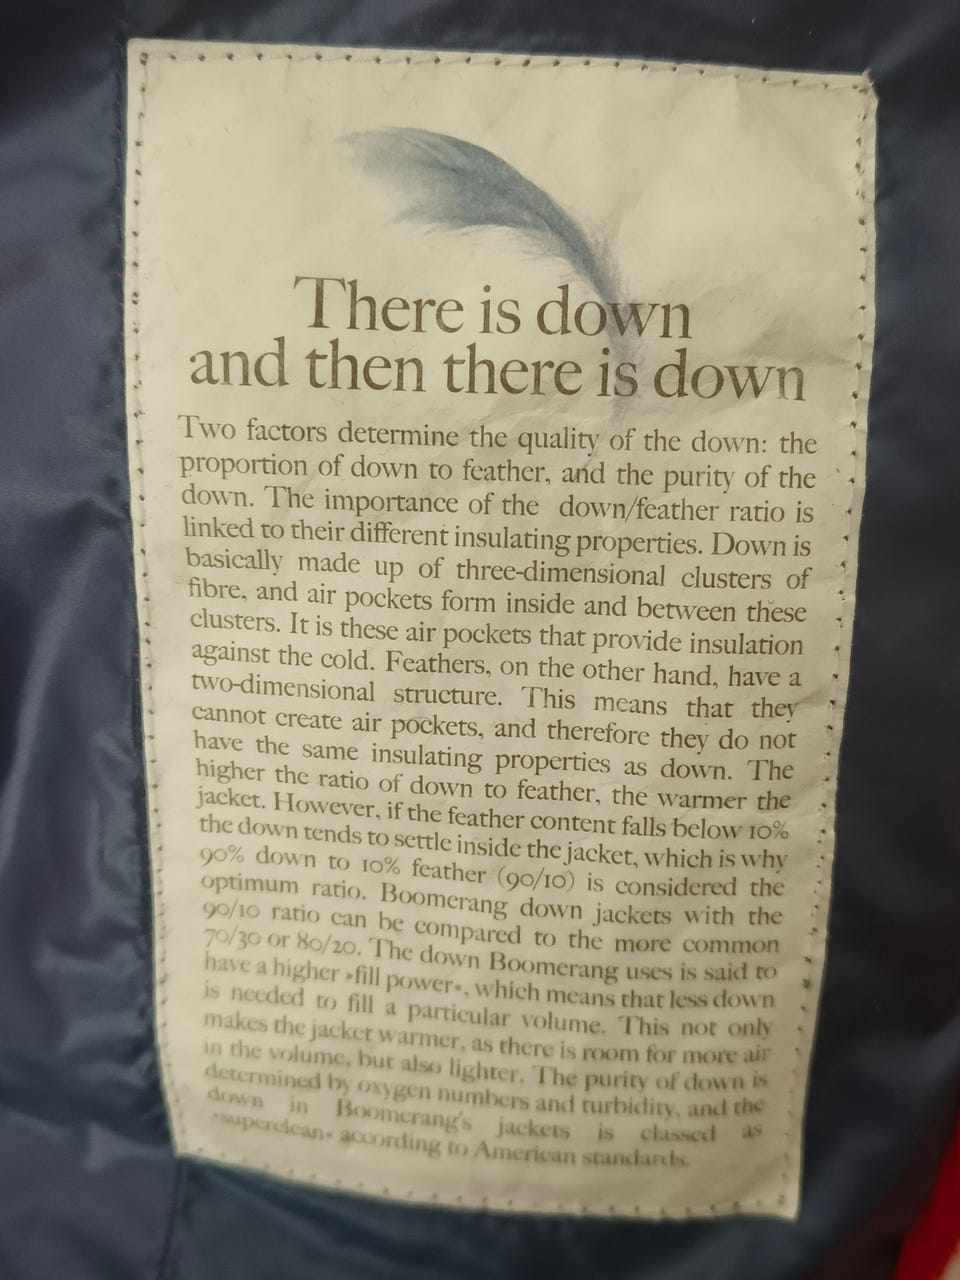 There is down
and then there is down
Two factors determine the quality of the down: the
proportion of down to feather, and the purity of the
down. The importance of the down/feather ratio is
linked to their different insulating properties. Down is
basically made up of three-dimensional clusters of
fibre, and air pockets form inside and between these
clusters. It is these air pockets that provide insulation
against the cold. Feathers, on the other hand, have a
two-dimensional structure. This means that they
cannot create air pockets, and therefore they do not
have the same insulating properties as down. The
higher the ratio of down to feather, the warmer the
jacket. However, if the feather content falls below 10%
the down tends to settle inside the jacket, which is why
90% down to 10% feather (90/10) is considered the
optimum ratio. Boomerang down jackets with the
90/10 ratio can be compared to the more common
70/30 or 80/20. The down Boomerang uses is said to
have a higher »fill power«, which means that less down
is needed to fill a particular volume. This not only
makes the jacket warmer, as there is room for more air
in the volume, but also lighter. The purity of down is
determined by oxygen numbers and turbidity, and the
down in Boomerang's jackets is classed as
»superclean« according to American standards.